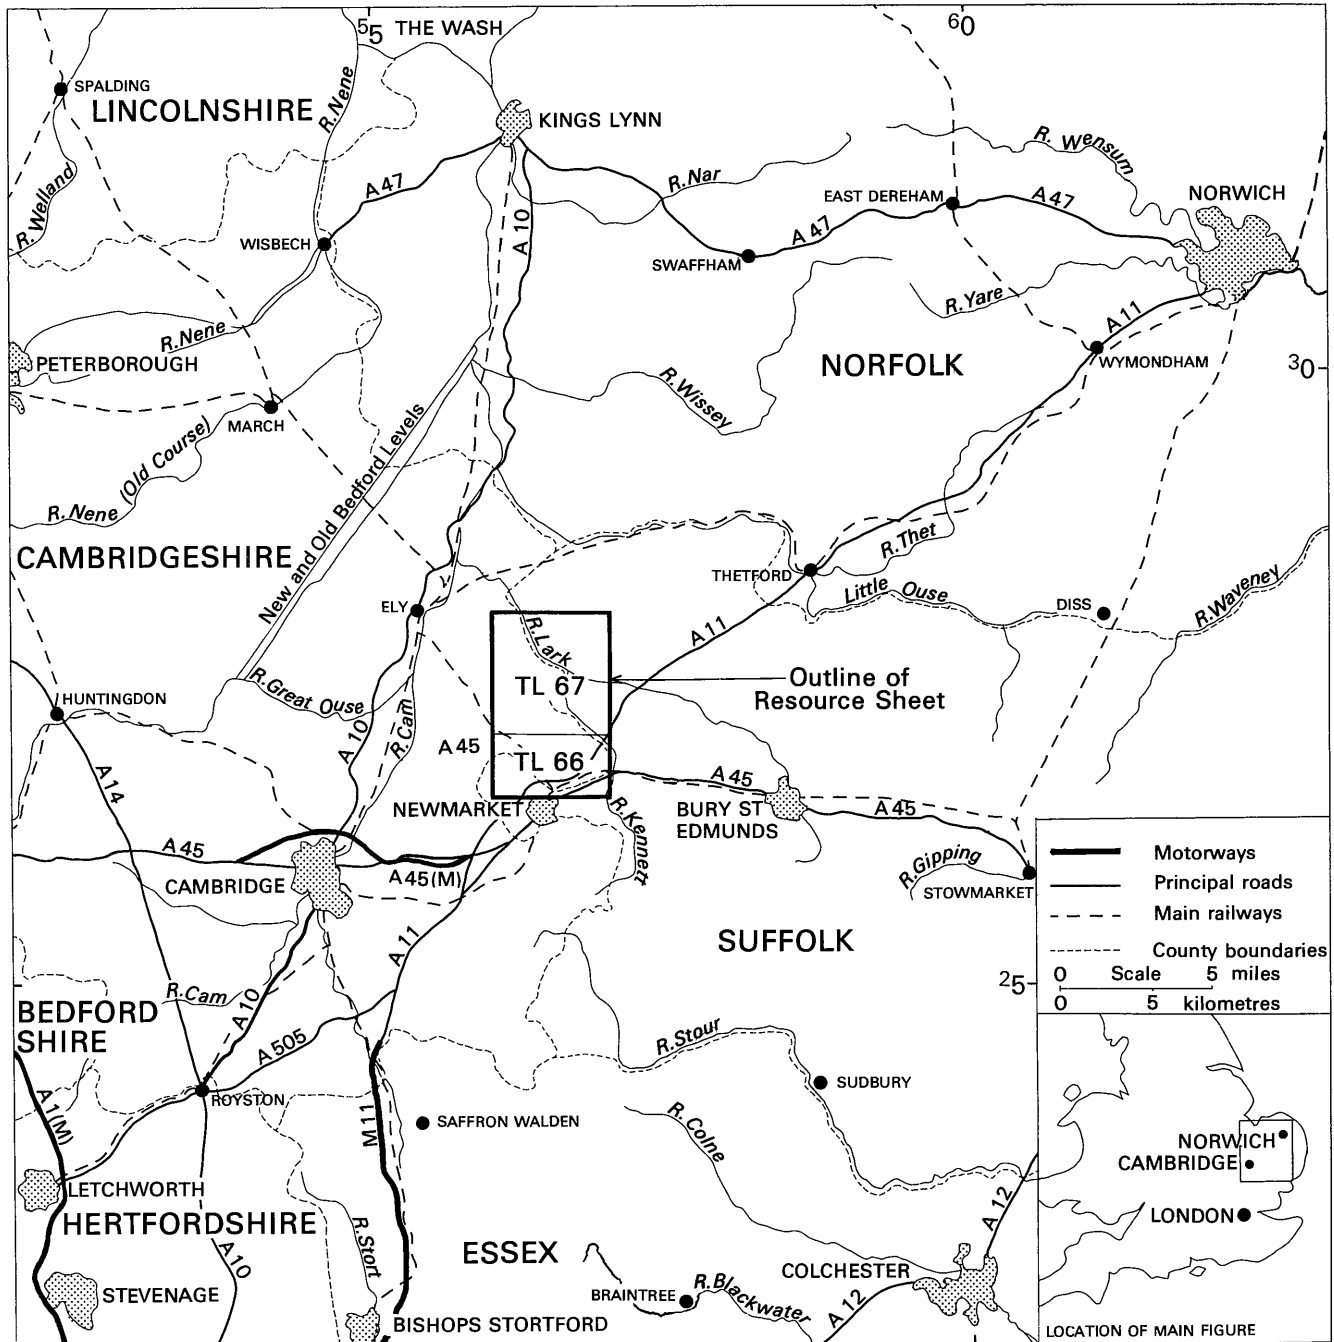 55
THE WASH
60
SPALDING
LINCOLNSHIRE
R.Nene
KINGS LYNN
R. Wensum
R.Welland
A 47
R.Nar
EAST DEREHAM
A 47
NORWICH
A 10
WISBECH
A 47
SWAFFHAM
R.Yare
A 11
R.Nene
PETERBOROUGH
NORFOLK
WYMONDHAM
30
R.Wissey
MARCH
R.Nene (Old Course)
New and Old Bedford Levels
CAMBRIDGESHIRE
R.Thet
THETFORD
Little Ouse
ELY
DISS
R.Waveney
R.Lark
A 11
R.Great Ouse
TL 67
Outline of
Resource Sheet
HUNTINGDON
R.Cam
A 10
A 45
TL 66
A 14
NEWMARKET
A 45
BURY ST
EDMUNDS
A 45
R.Kennett
A 45
CAMBRIDGE
A 45(M)
R.Gipping
STOWMARKET
Motorways
Principal roads
Main railways
County boundaries
0 Scale 5 miles
0 5 kilometres
A 11
SUFFOLK
R.Cam
A 10
25
BEDFORD
SHIRE
A 505
R.Stour
ROYSTON
SUDBURY
A 1(M)
M 11
SAFFRON WALDEN
R. Colne
LETCHWORTH
HERTFORDSHIRE
A 12
R.Stort
A10
ESSEX
COLCHESTER
STEVENAGE
BRAINTREE
R.Blackwater
A 12
BISHOPS STORTFORD
NORWICH
CAMBRIDGE
LONDON
LOCATION OF MAIN FIGURE